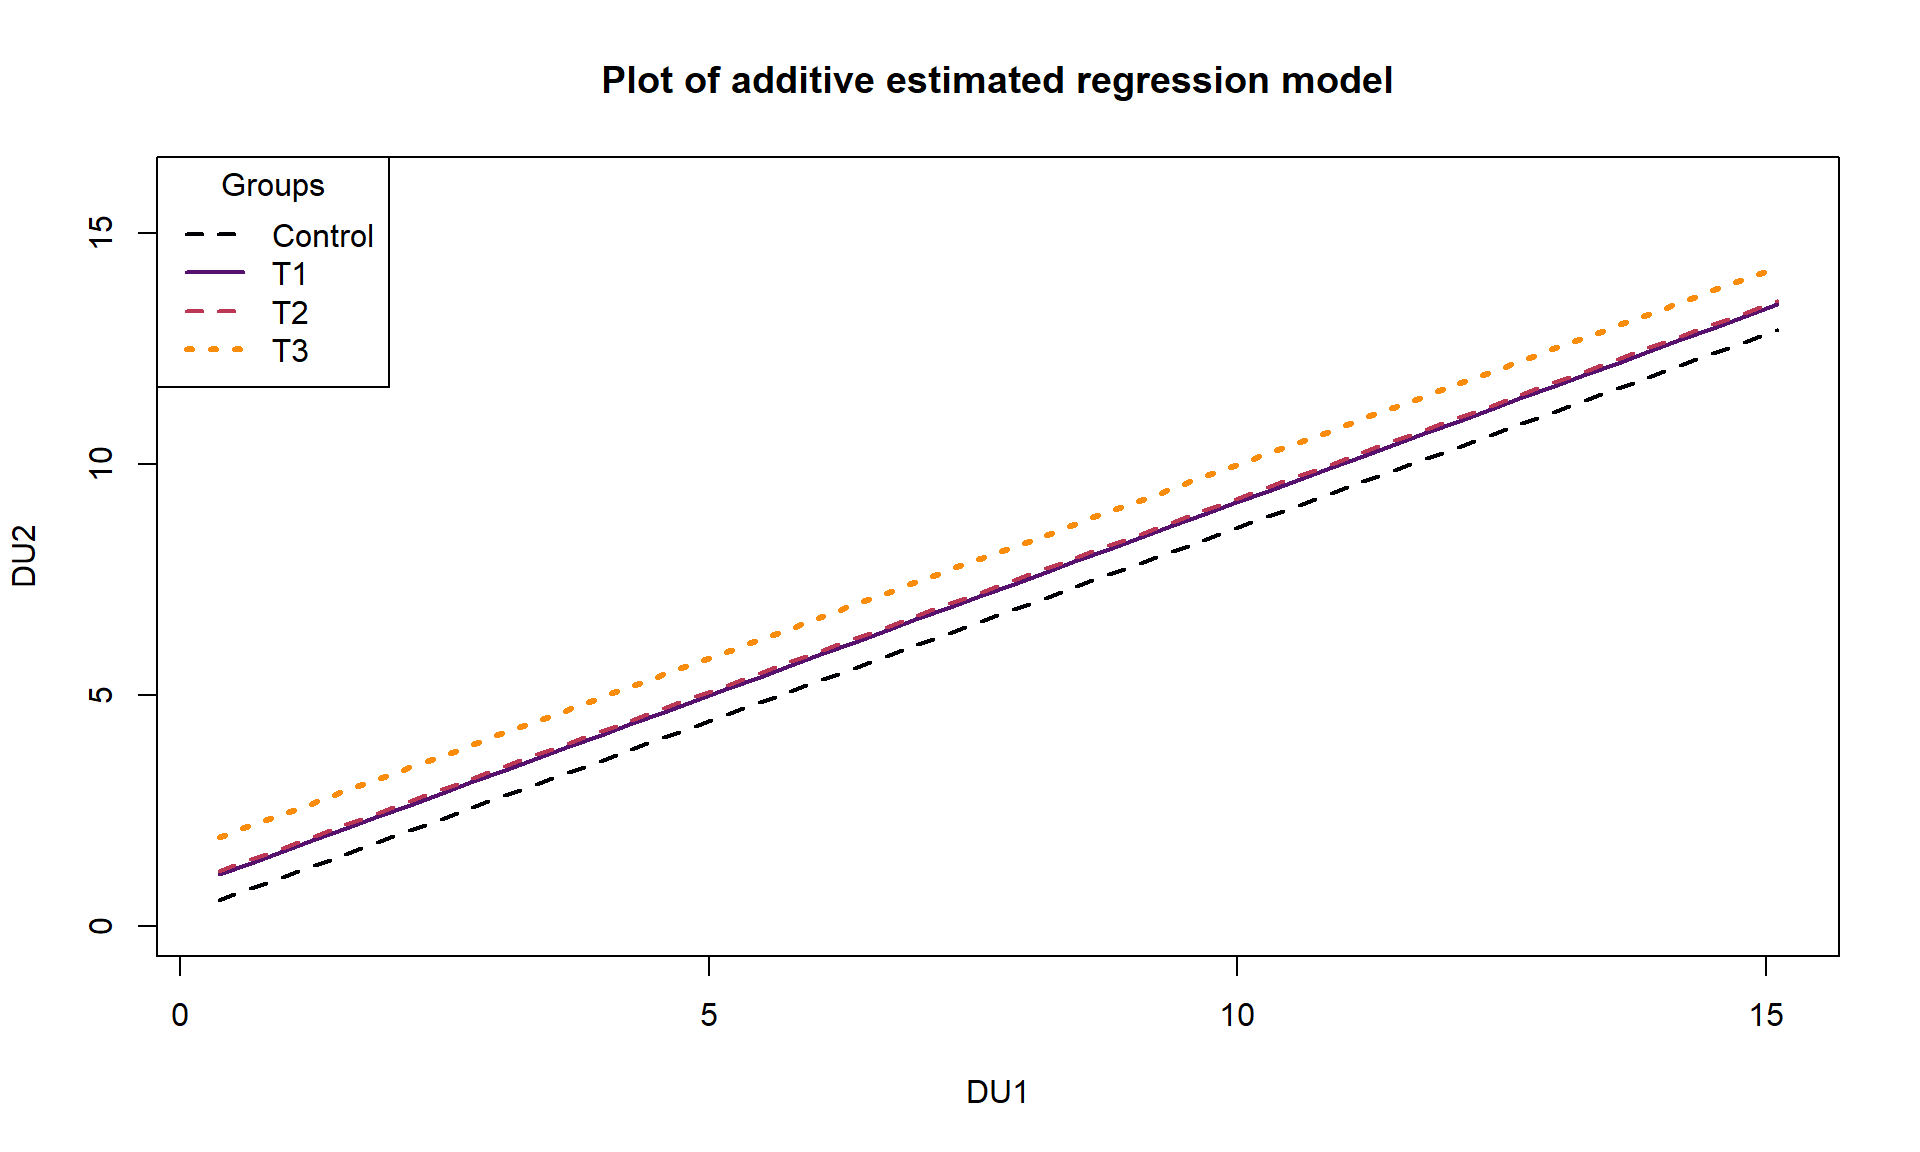 Plot of additive estimated regression model
Groups
Control
T1
T2
T3
15
10
5
0
DU2
0 5 10 15
DU1